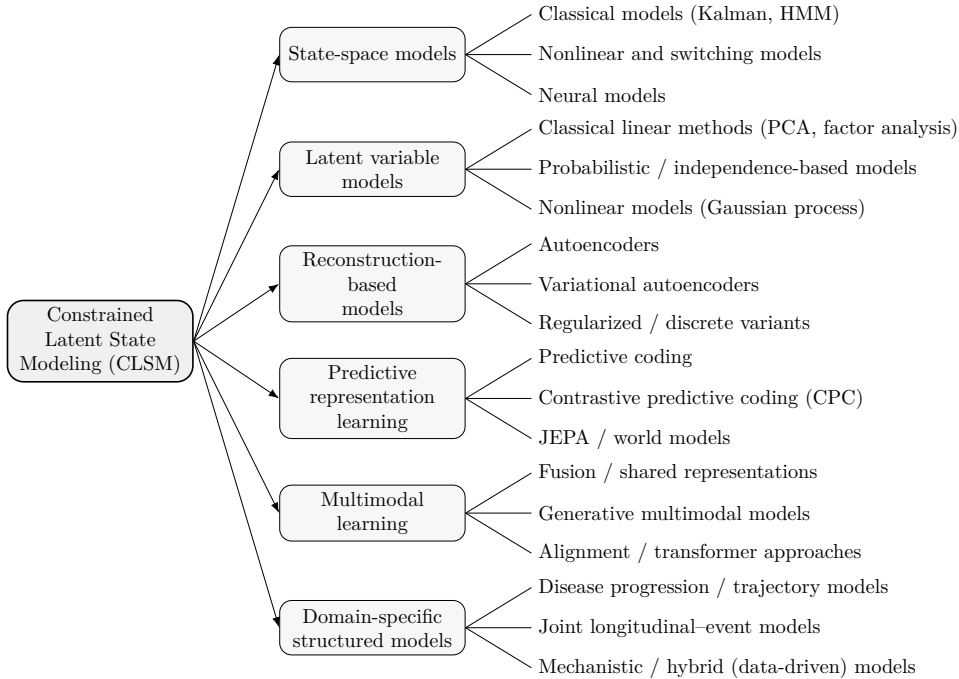 Constrained
Latent State
Modeling (CLSM)
State-space models
Classical models (Kalman, HMM)
Nonlinear and switching models
Neural models
Latent variable
models
Classical linear methods (PCA, factor analysis)
Probabilistic / independence-based models
Nonlinear models (Gaussian process)
Reconstruction-
based
models
Autoencoders
Variational autoencoders
Regularized / discrete variants
Predictive
representation
learning
Predictive coding
Contrastive predictive coding (CPC)
JEPA / world models
Multimodal
learning
Fusion / shared representations
Generative multimodal models
Alignment / transformer approaches
Domain-specific
structured models
Disease progression / trajectory models
Joint longitudinal–event models
Mechanistic / hybrid (data-driven) models